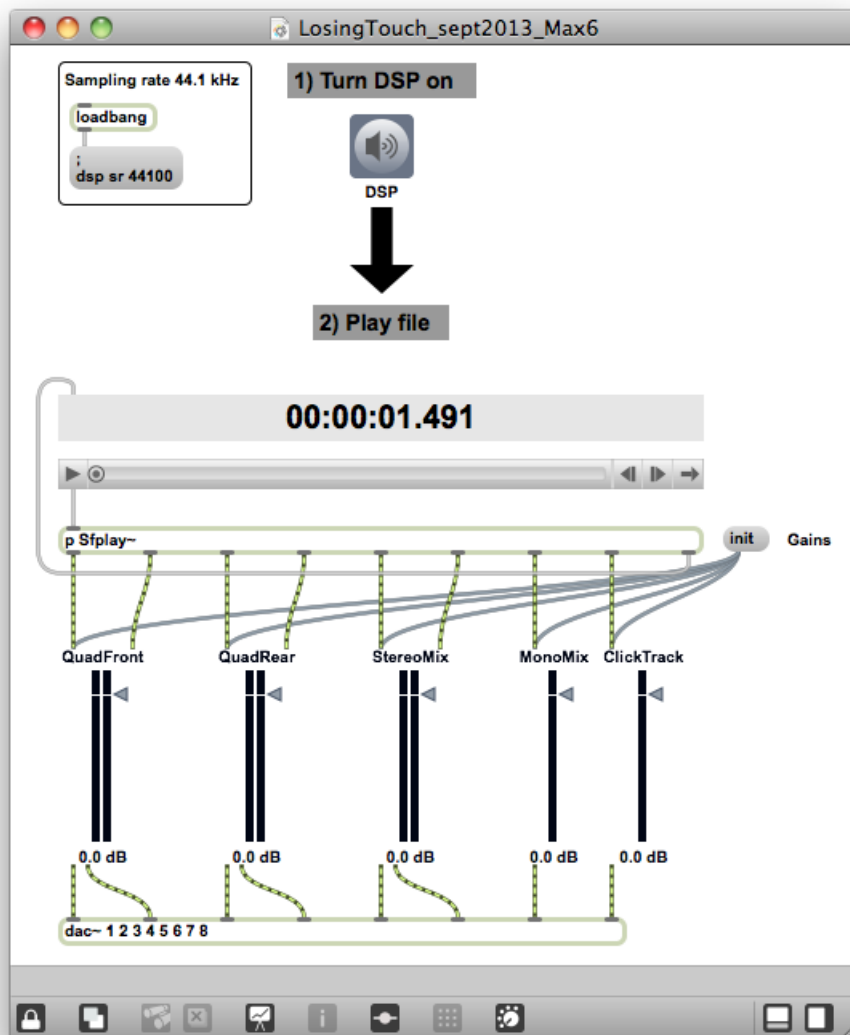 LosingTouch_sept2013_Max6
Sampling rate 44.1 kHz
loadbang
;
dsp sr 44100
1) Turn DSP on
DSP
2) Play file
00:00:01.491
p Sfplay~
init
Gains
QuadFront
QuadRear
StereoMix
MonoMix
ClickTrack
0.0 dB
0.0 dB
0.0 dB
0.0 dB
0.0 dB
dac~ 1 2 3 4 5 6 7 8